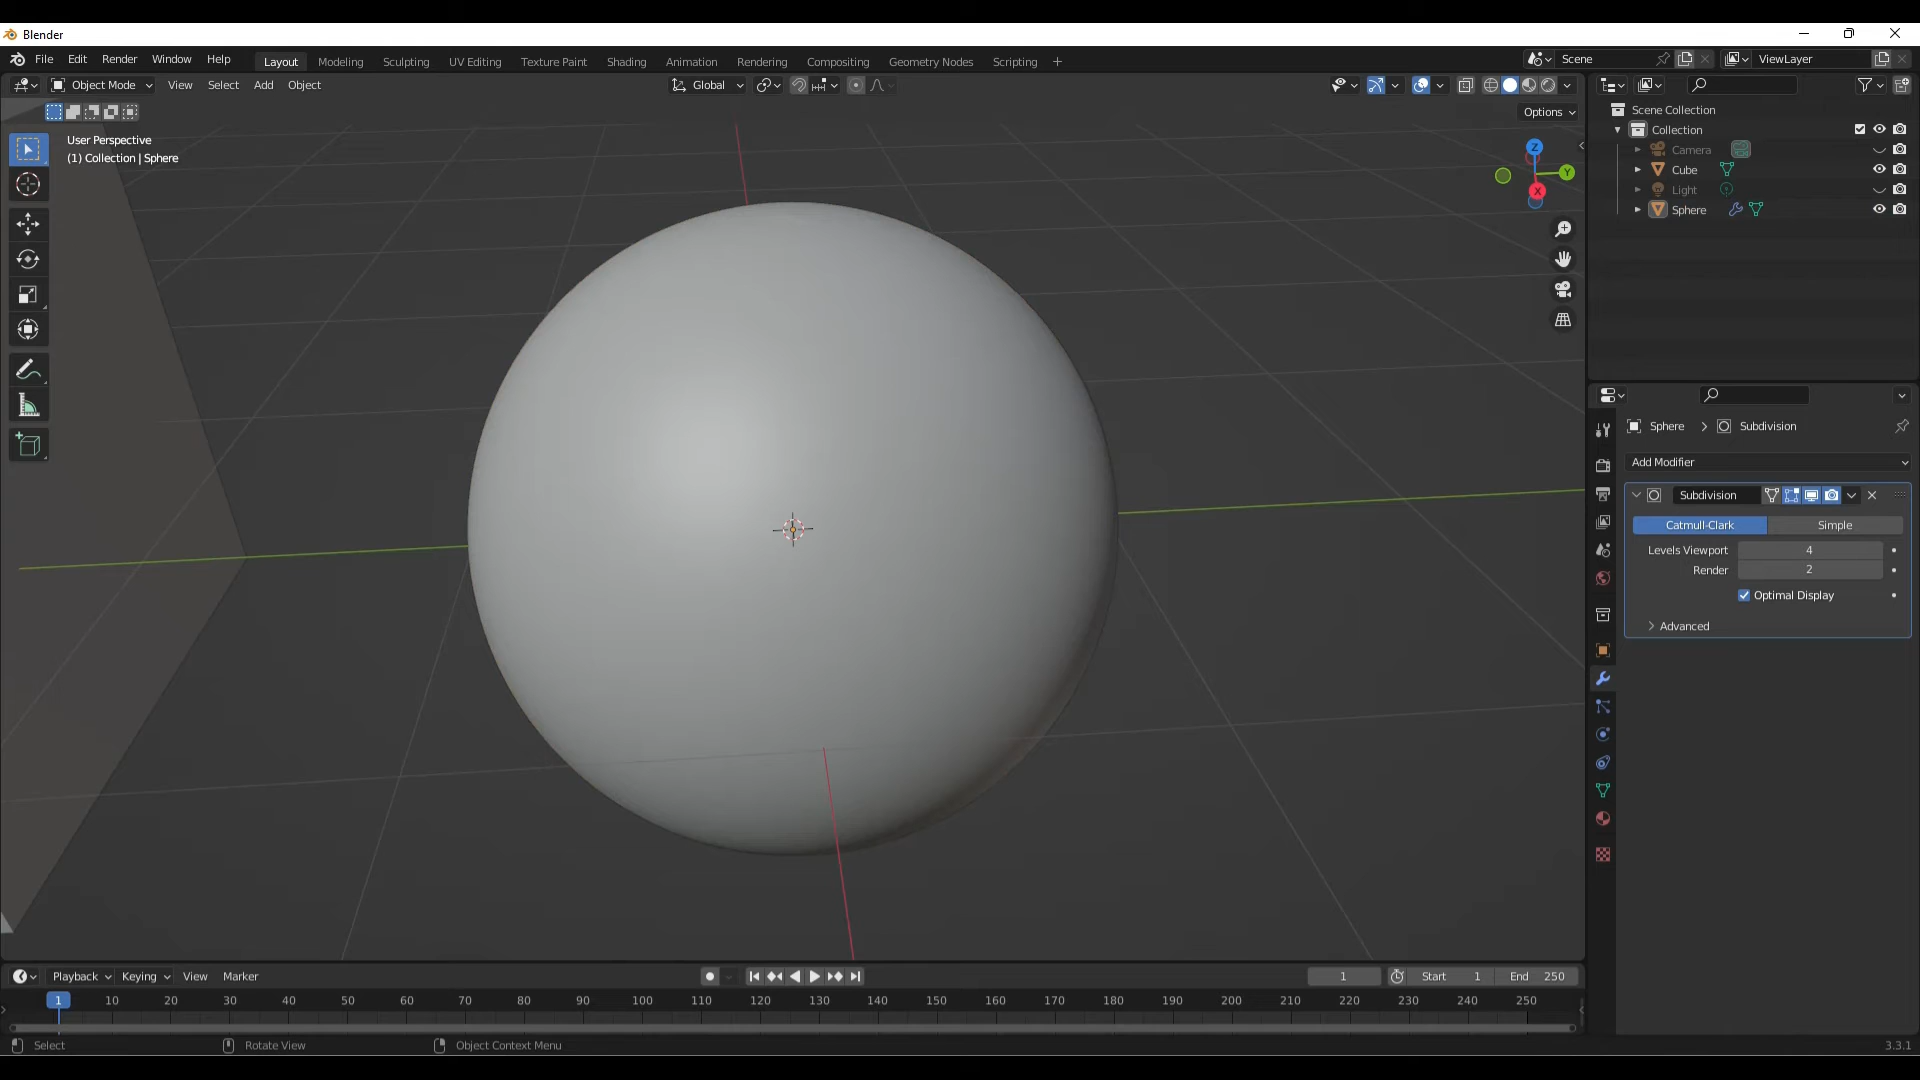 Blender
File Edit Render Window Help Layout Modeling Sculpting UV Editing Texture Paint Shading Animation Rendering Compositing Geometry Nodes Scripting + Scene ViewLayer
Object Mode View Select Add Object Global
Options
User Perspective
(1) Collection | Sphere
Z
Y
X
Scene Collection
Collection
Camera
Cube
Light
Sphere
Sphere > Subdivision
Add Modifier
Subdivision
Catmull-Clark Simple
Levels Viewport 4
Render 2
Optimal Display
Advanced
Playback Keying View Marker 1 Start 1 End 250
1 10 20 30 40 50 60 70 80 90 100 110 120 130 140 150 160 170 180 190 200 210 220 230 240 250
Select Rotate View Object Context Menu 3.3.1